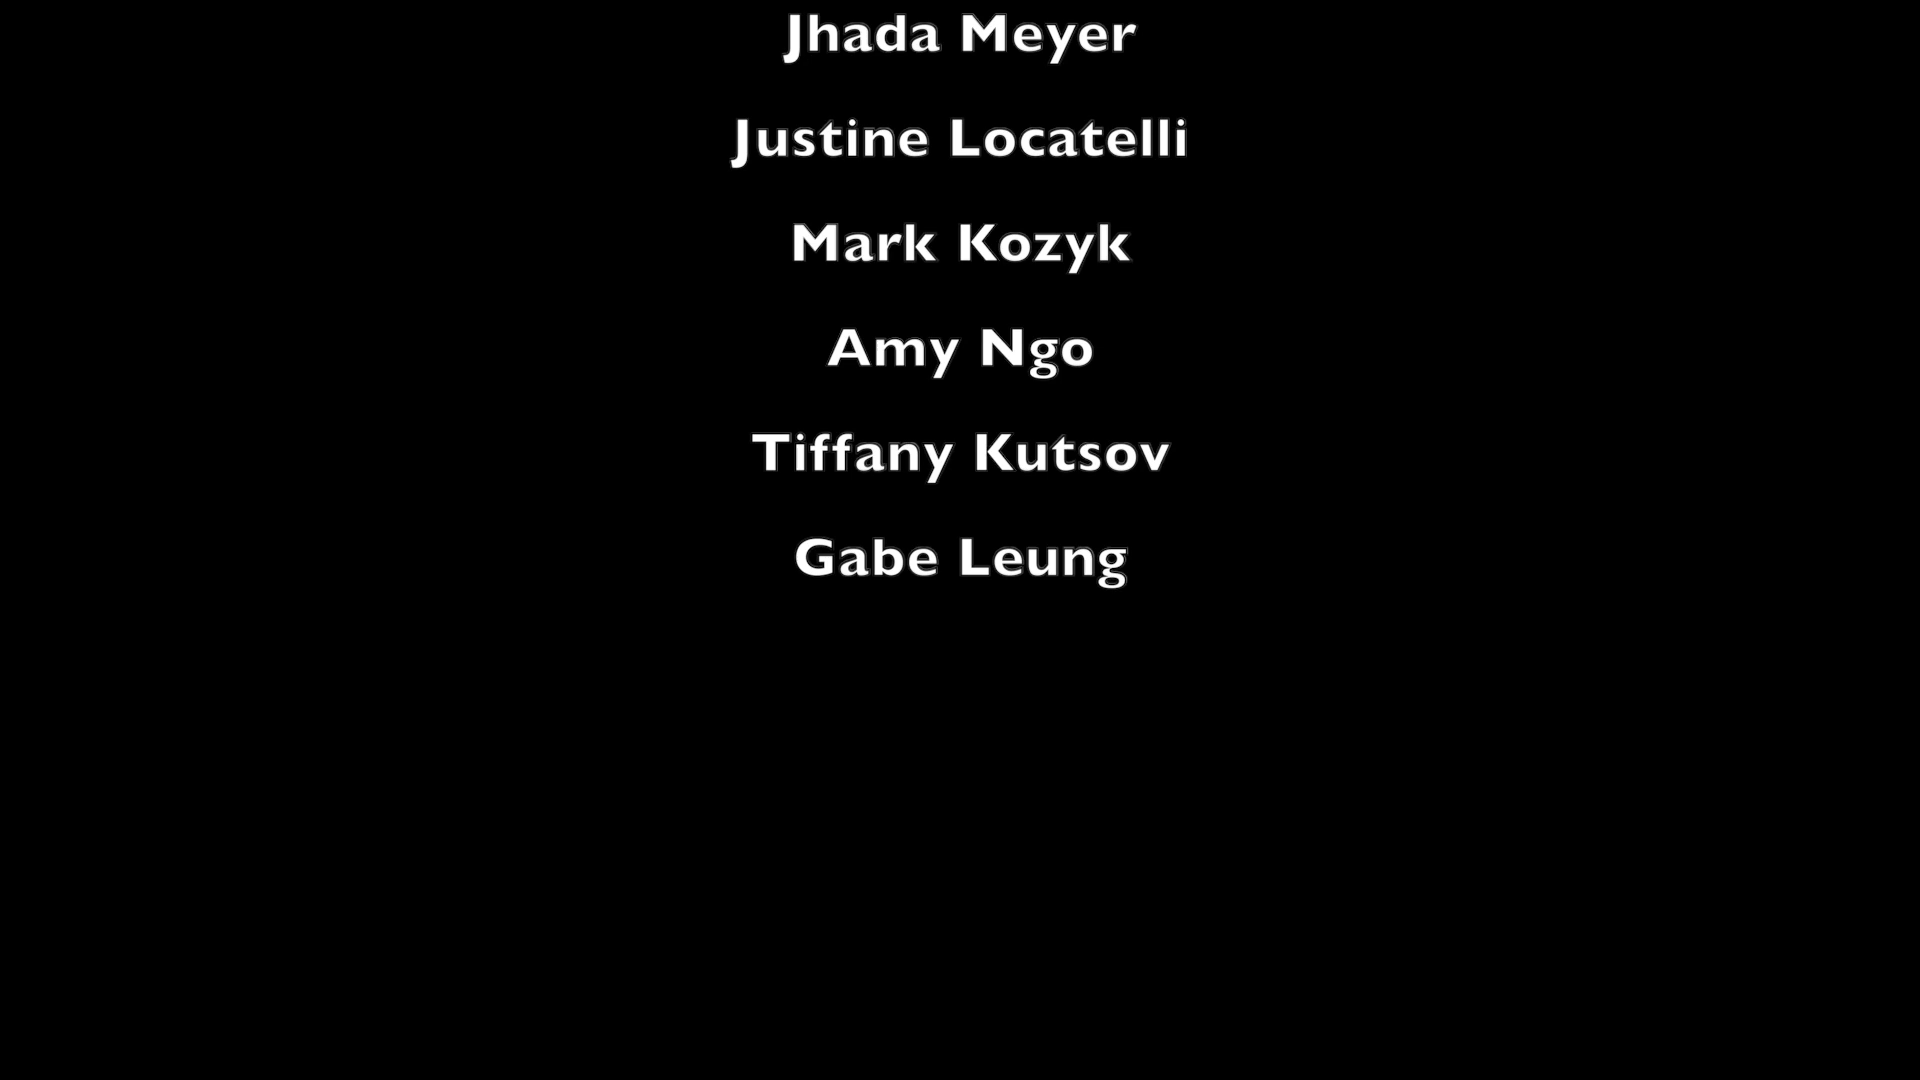 Jhada Meyer
Justine Locatelli
Mark Kozyk
Amy Ngo
Tiffany Kutsov
Gabe Leung